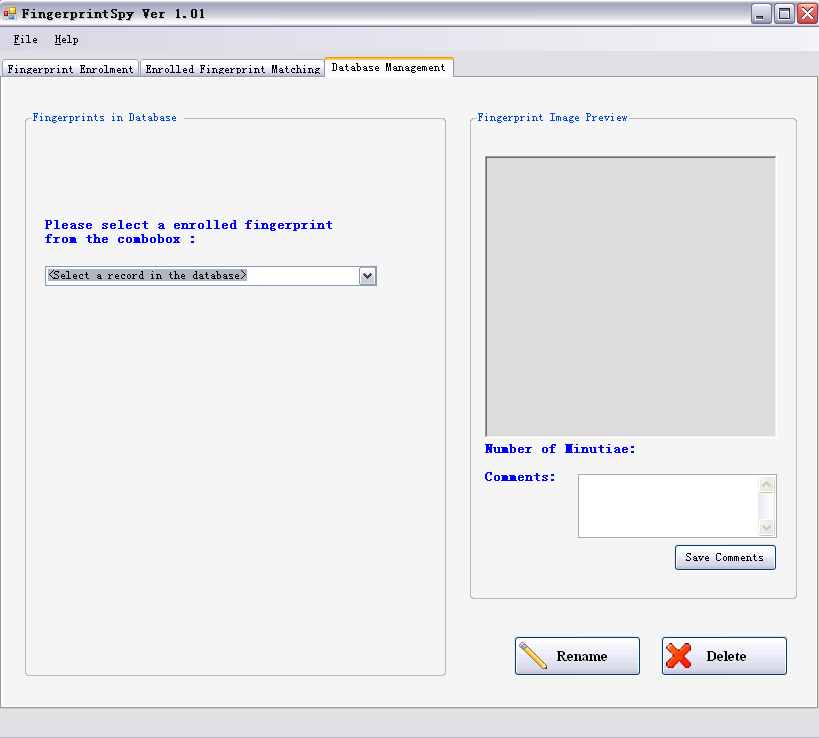 FingerprintSpy Ver 1.01
File Help
Fingerprint Enrolment Enrolled Fingerprint Matching Database Management
Fingerprints in Database
Please select a enrolled fingerprint
from the combobox :
<Select a record in the database>
Fingerprint Image Preview
Number of Minutiae:
Comments:
Save Comments
Rename Delete